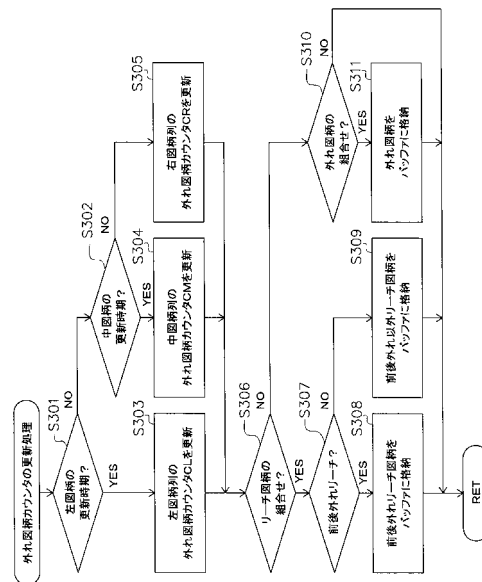 外れ図柄カウンタの更新処理
S301
左図柄の
更新時期?
NO
YES
S302
中図柄の
更新時期?
NO
YES
S303
左図柄列の
外れ図柄カウンタCLを更新
S304
中図柄列の
外れ図柄カウンタCMを更新
S305
右図柄列の
外れ図柄カウンタCRを更新
S306
リーチ図柄の
組合せ?
NO
YES
S307
前後外れリーチ?
NO
YES
S308
前後外れリーチ図柄を
バッファに格納
S309
前後外れ以外リーチ図柄を
バッファに格納
S310
外れ図柄の
組合せ?
NO
YES
S311
外れ図柄を
バッファに格納
RET